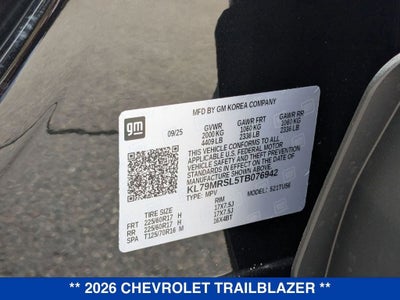 MFD BY GM KOREA COMPANY
gm
09/25 GVWR GAWR FRT GAWR RR
2000 KG 1060 KG 1060 KG
4409 LB 2336 LB 2336 LB
THIS VEHICLE CONFORMS TO ALL
APPLICABLE U.S. FEDERAL MOTOR
VEHICLE SAFETY AND THEFT PREVENTION
STANDARDS IN EFFECT ON THE DATE OF
MANUFACTURE SHOWN ABOVE.
KL79MRSL5TB076942
TYPE: MPV S21TU56
TIRE SIZE RIM
FRT 225/60R17 H 17X7.5J
RR 225/60R17 H 17X7.5J
SPA T125/70R16 M 16X4BT
** 2026 CHEVROLET TRAILBLAZER **